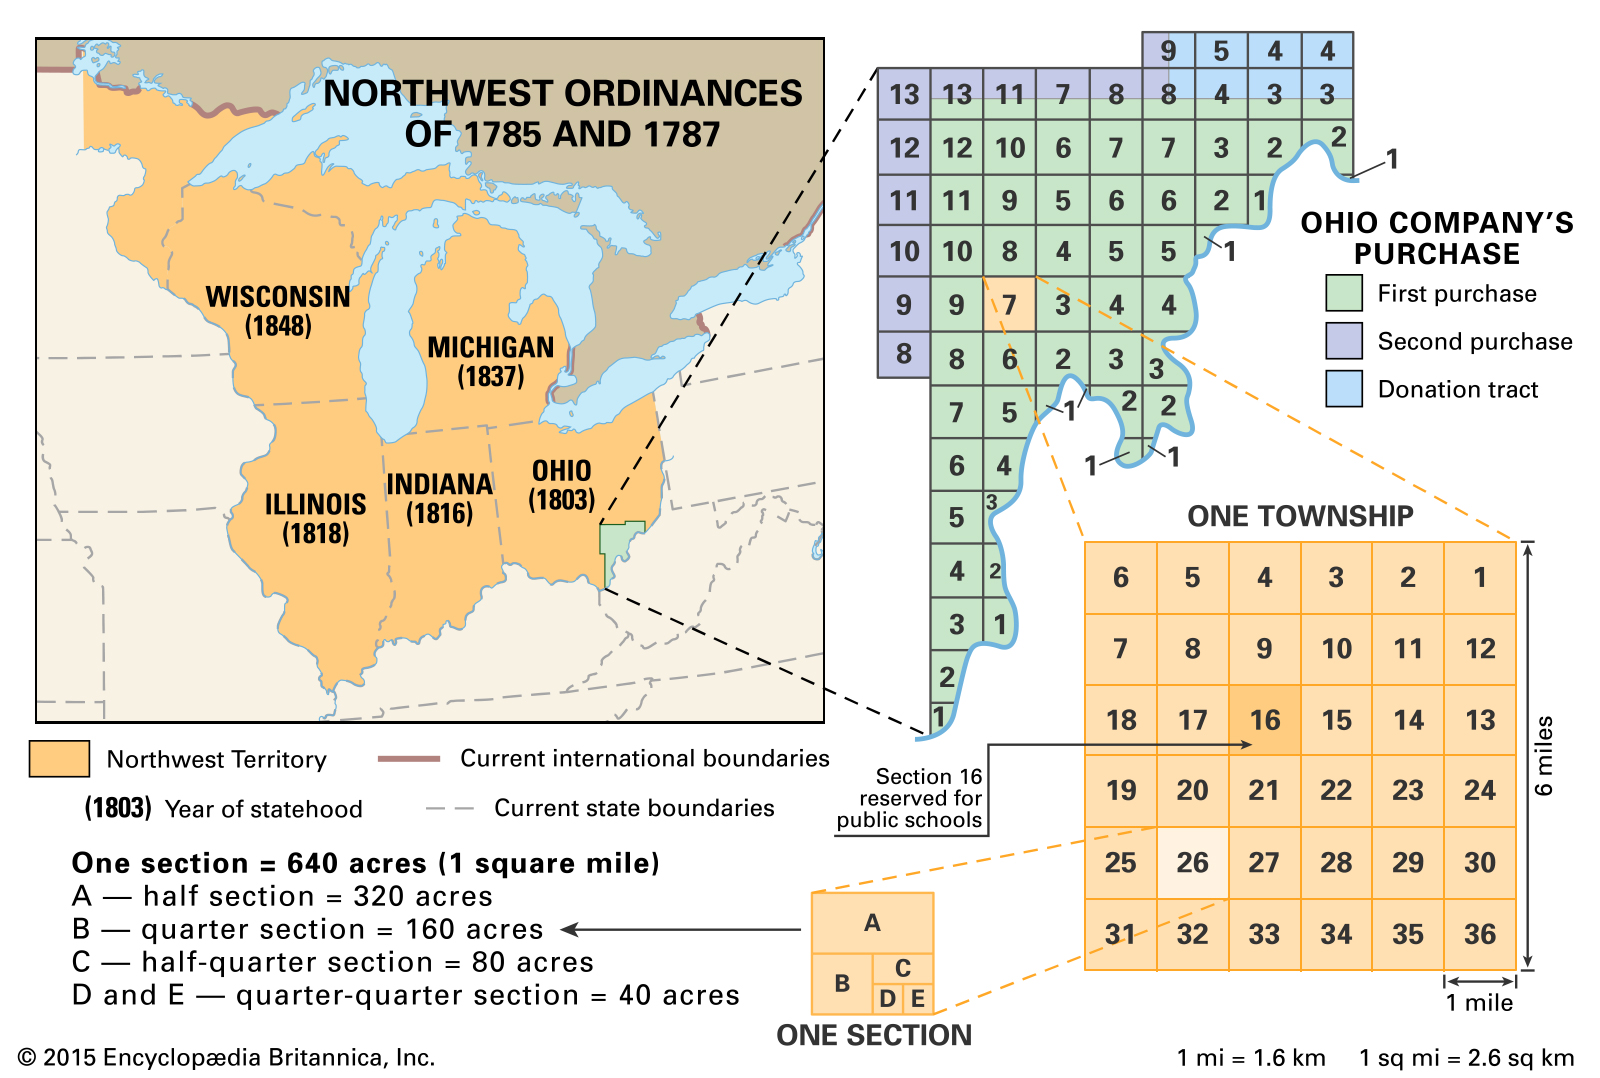 NORTHWEST ORDINANCES
OF 1785 AND 1787
WISCONSIN
(1848)
MICHIGAN
(1837)
ILLINOIS
(1818)
INDIANA
(1816)
OHIO
(1803)
Northwest Territory
Current international boundaries
(1803) Year of statehood
Current state boundaries
One section = 640 acres (1 square mile)
A — half section = 320 acres
B — quarter section = 160 acres
C — half-quarter section = 80 acres
D and E — quarter-quarter section = 40 acres
9 5 4 4
13 13 11 7 8 8 4 3 3
12 12 10 6 7 7 3 2 2
1
11 11 9 5 6 6 2 1
10 10 8 4 5 5 1
9 9 7 3 4 4
8 8 6 2 3 3
7 5 1 2 2
6 4 1 1
5 3
4 2
3 1
2
1
OHIO COMPANY'S
PURCHASE
First purchase
Second purchase
Donation tract
ONE TOWNSHIP
6 5 4 3 2 1
7 8 9 10 11 12
18 17 16 15 14 13
19 20 21 22 23 24
25 26 27 28 29 30
31 32 33 34 35 36
6 miles
1 mile
Section 16
reserved for
public schools
A
B
C
D E
ONE SECTION
© 2015 Encyclopædia Britannica, Inc.
1 mi = 1.6 km 1 sq mi = 2.6 sq km